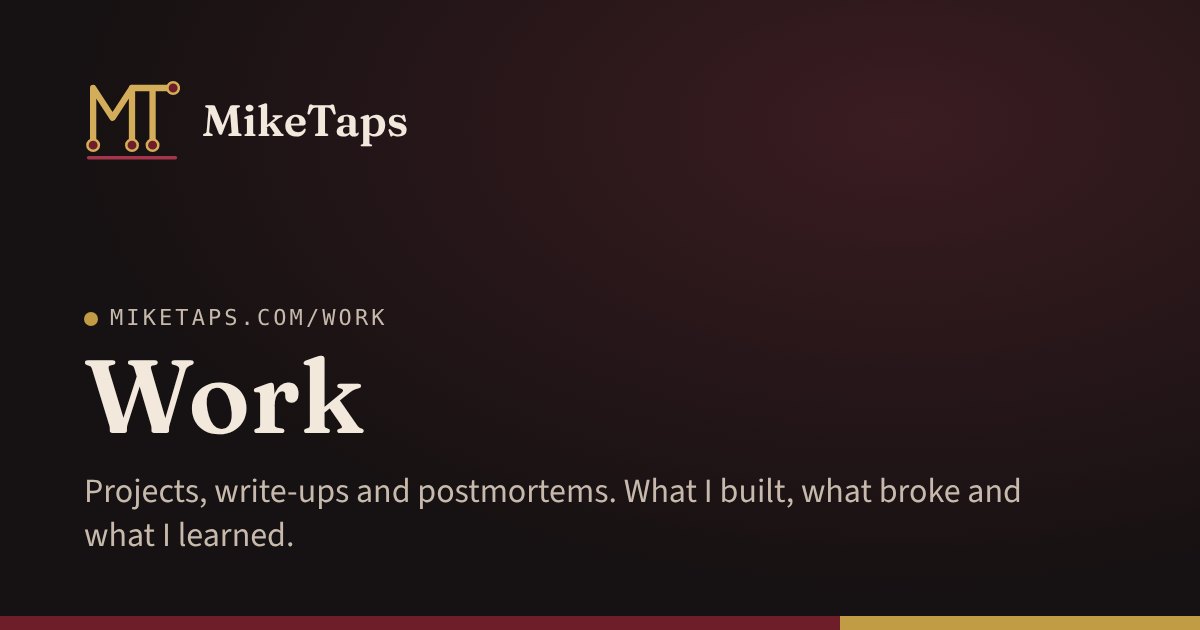 MT
MikeTaps
MIKETAPS.COM/WORK
Work
Projects, write-ups and postmortems. What I built, what broke and
what I learned.